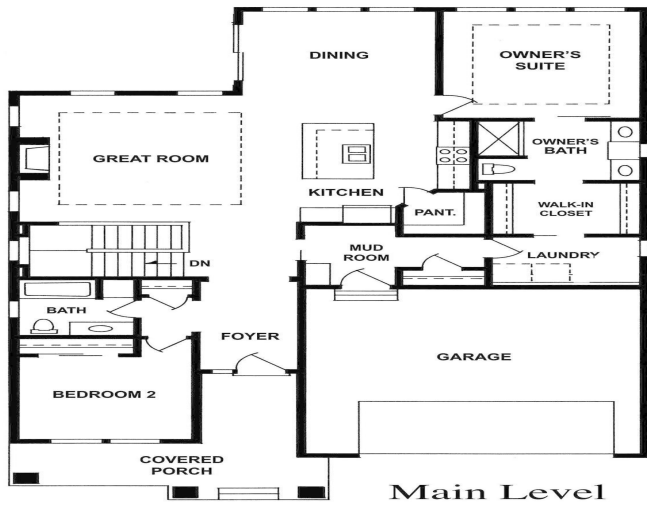 DINING
OWNER'S
SUITE
GREAT ROOM
OWNER'S
BATH
KITCHEN
PANT.
WALK-IN
CLOSET
MUD
ROOM
LAUNDRY
DN
BATH
FOYER
GARAGE
BEDROOM 2
COVERED
PORCH
Main Level